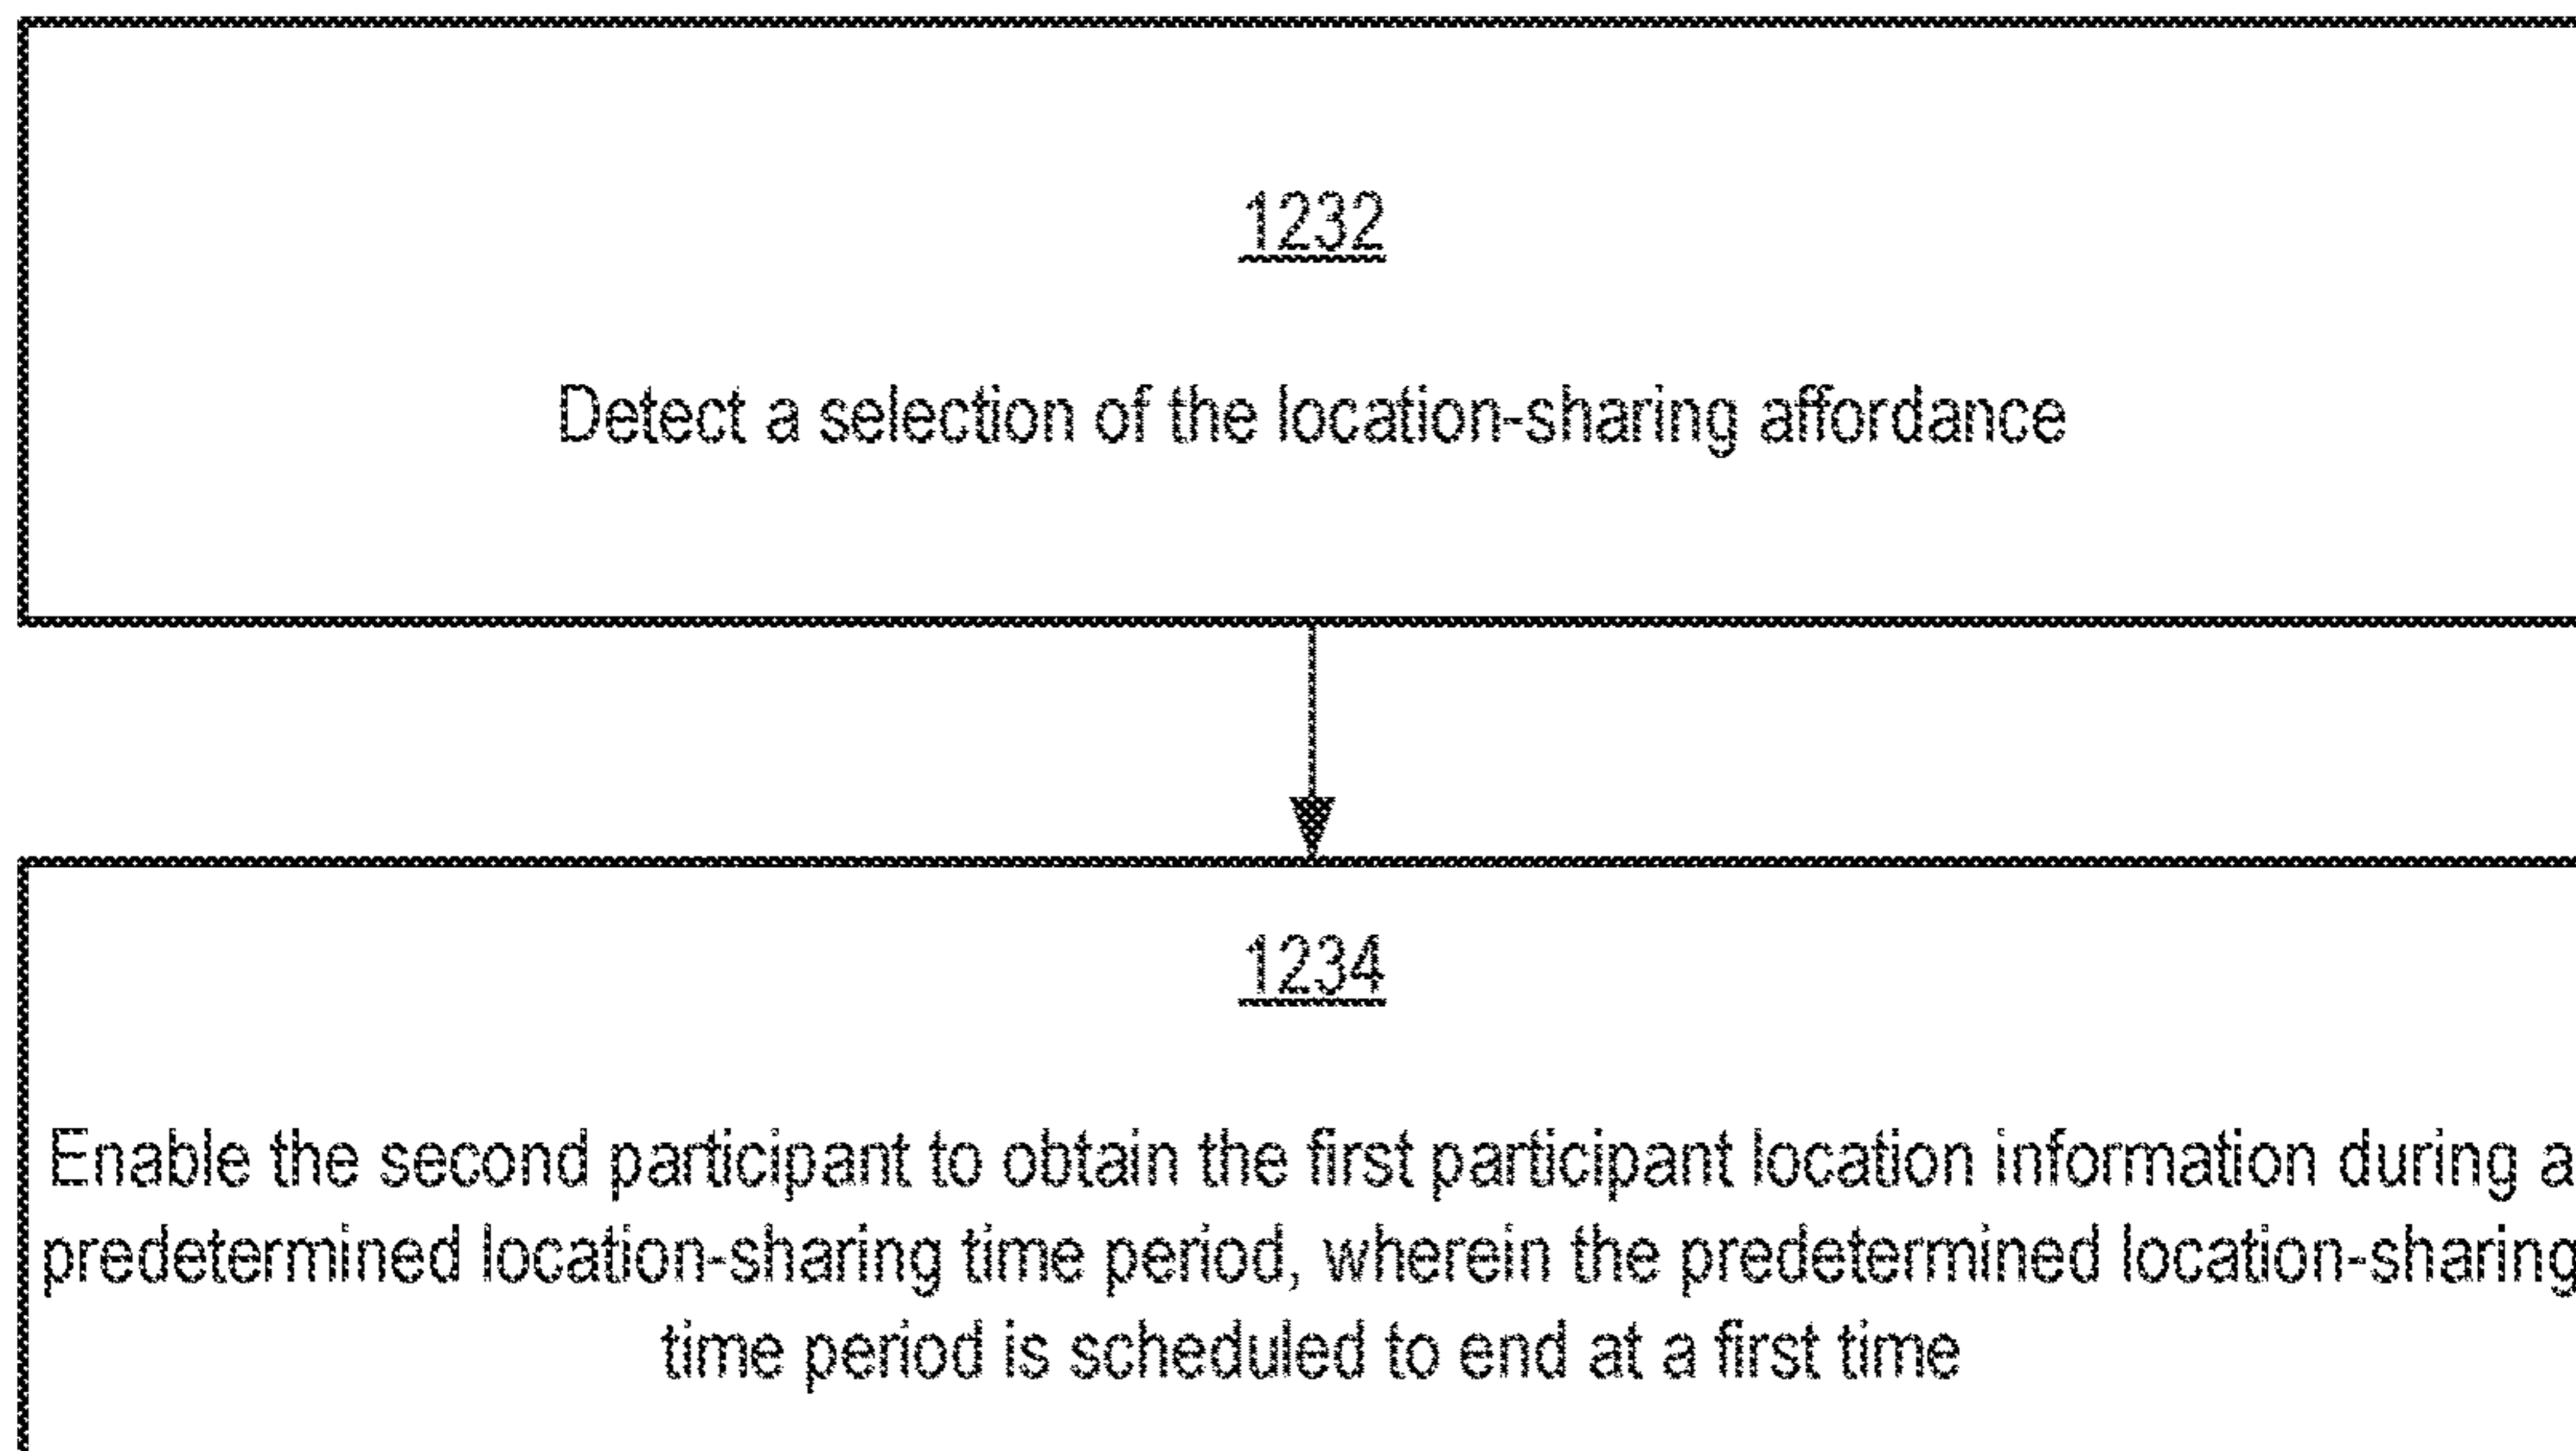 1232
Detect a selection of the location-sharing affordance
1234
Enable the second participant to obtain the first participant location information during a
predetermined location-sharing time period, wherein the predetermined location-sharing
time period is scheduled to end at a first time